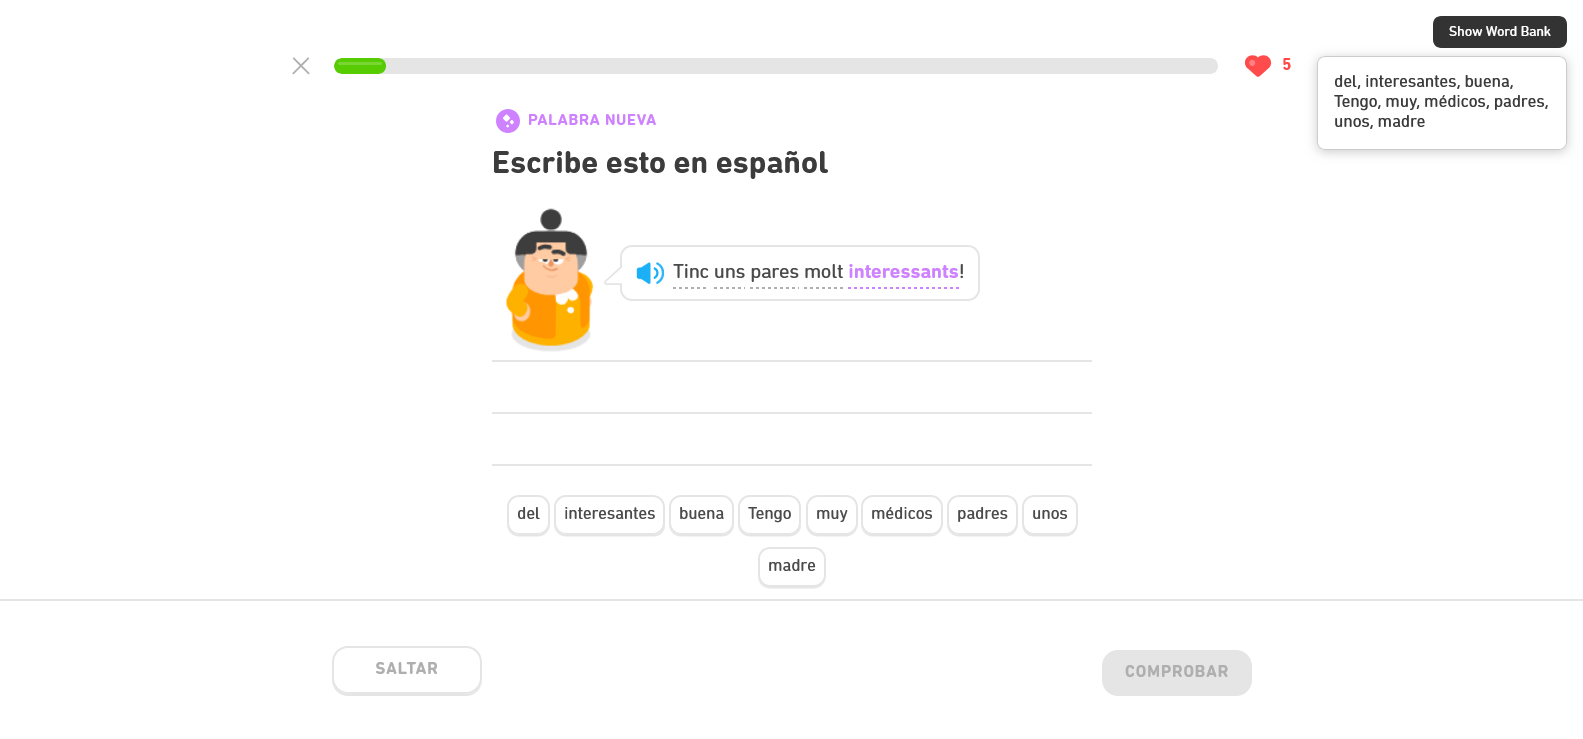 Show Word Bank
5
del, interesantes, buena,
Tengo, muy, médicos, padres,
unos, madre
PALABRA NUEVA
Escribe esto en español
Tinc uns pares molt interessants!
del interesantes buena Tengo muy médicos padres unos
madre
SALTAR
COMPROBAR